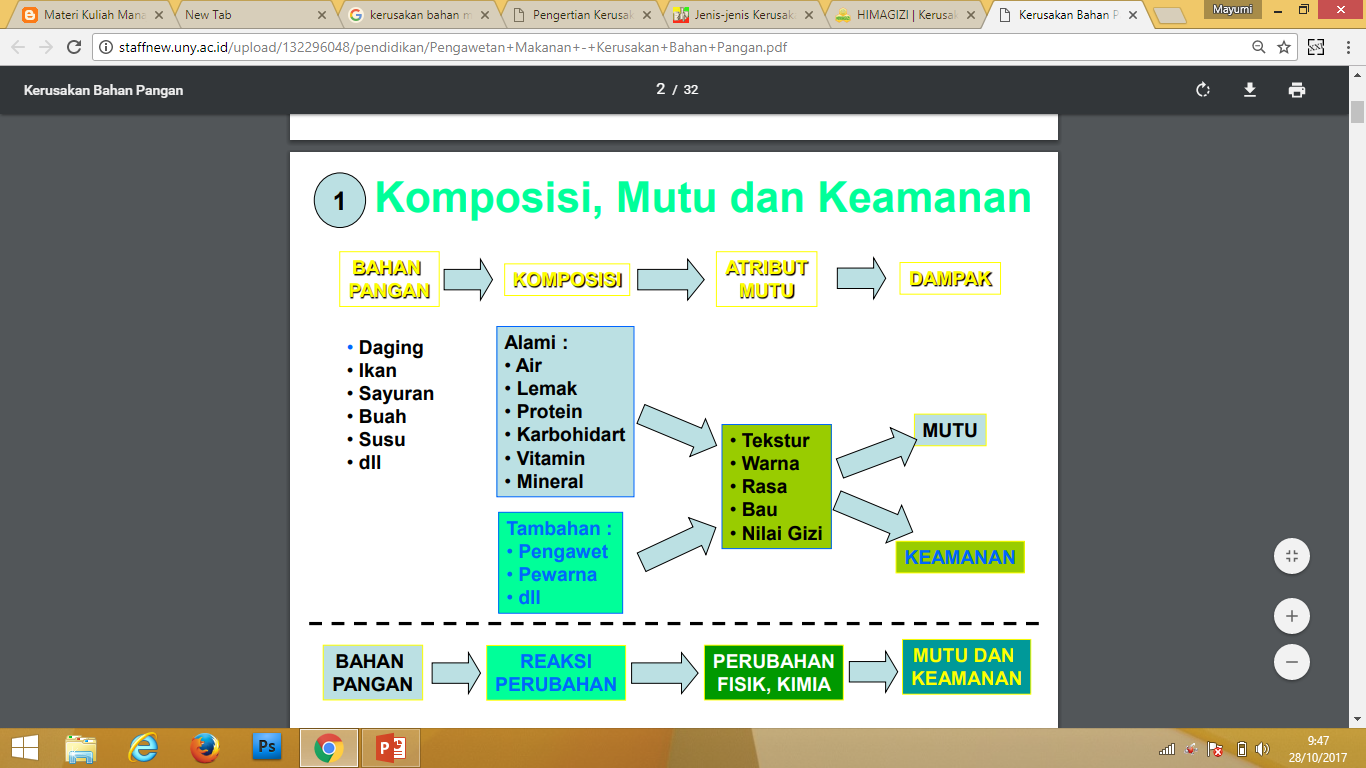 Materi Kuliah Mana
New Tab
kerusakan bahan m
Pengertian Kerusak
Jenis-jenis Kerusaka
HIMAGIZI | Kerusak
Kerusakan Bahan P
Mayumi
staffnew.uny.ac.id/upload/132296048/pendidikan/Pengawetan+Makanan+-+Kerusakan+Bahan+Pangan.pdf
Kerusakan Bahan Pangan
2 / 32
1
Komposisi, Mutu dan Keamanan
BAHAN
PANGAN
KOMPOSISI
ATRIBUT
MUTU
DAMPAK
• Daging
• Ikan
• Sayuran
• Buah
• Susu
• dll
Alami :
• Air
• Lemak
• Protein
• Karbohidart
• Vitamin
• Mineral
Tambahan :
• Pengawet
• Pewarna
• dll
• Tekstur
• Warna
• Rasa
• Bau
• Nilai Gizi
MUTU
KEAMANAN
BAHAN
PANGAN
REAKSI
PERUBAHAN
PERUBAHAN
FISIK, KIMIA
MUTU DAN
KEAMANAN
Ps
P
9:47
28/10/2017